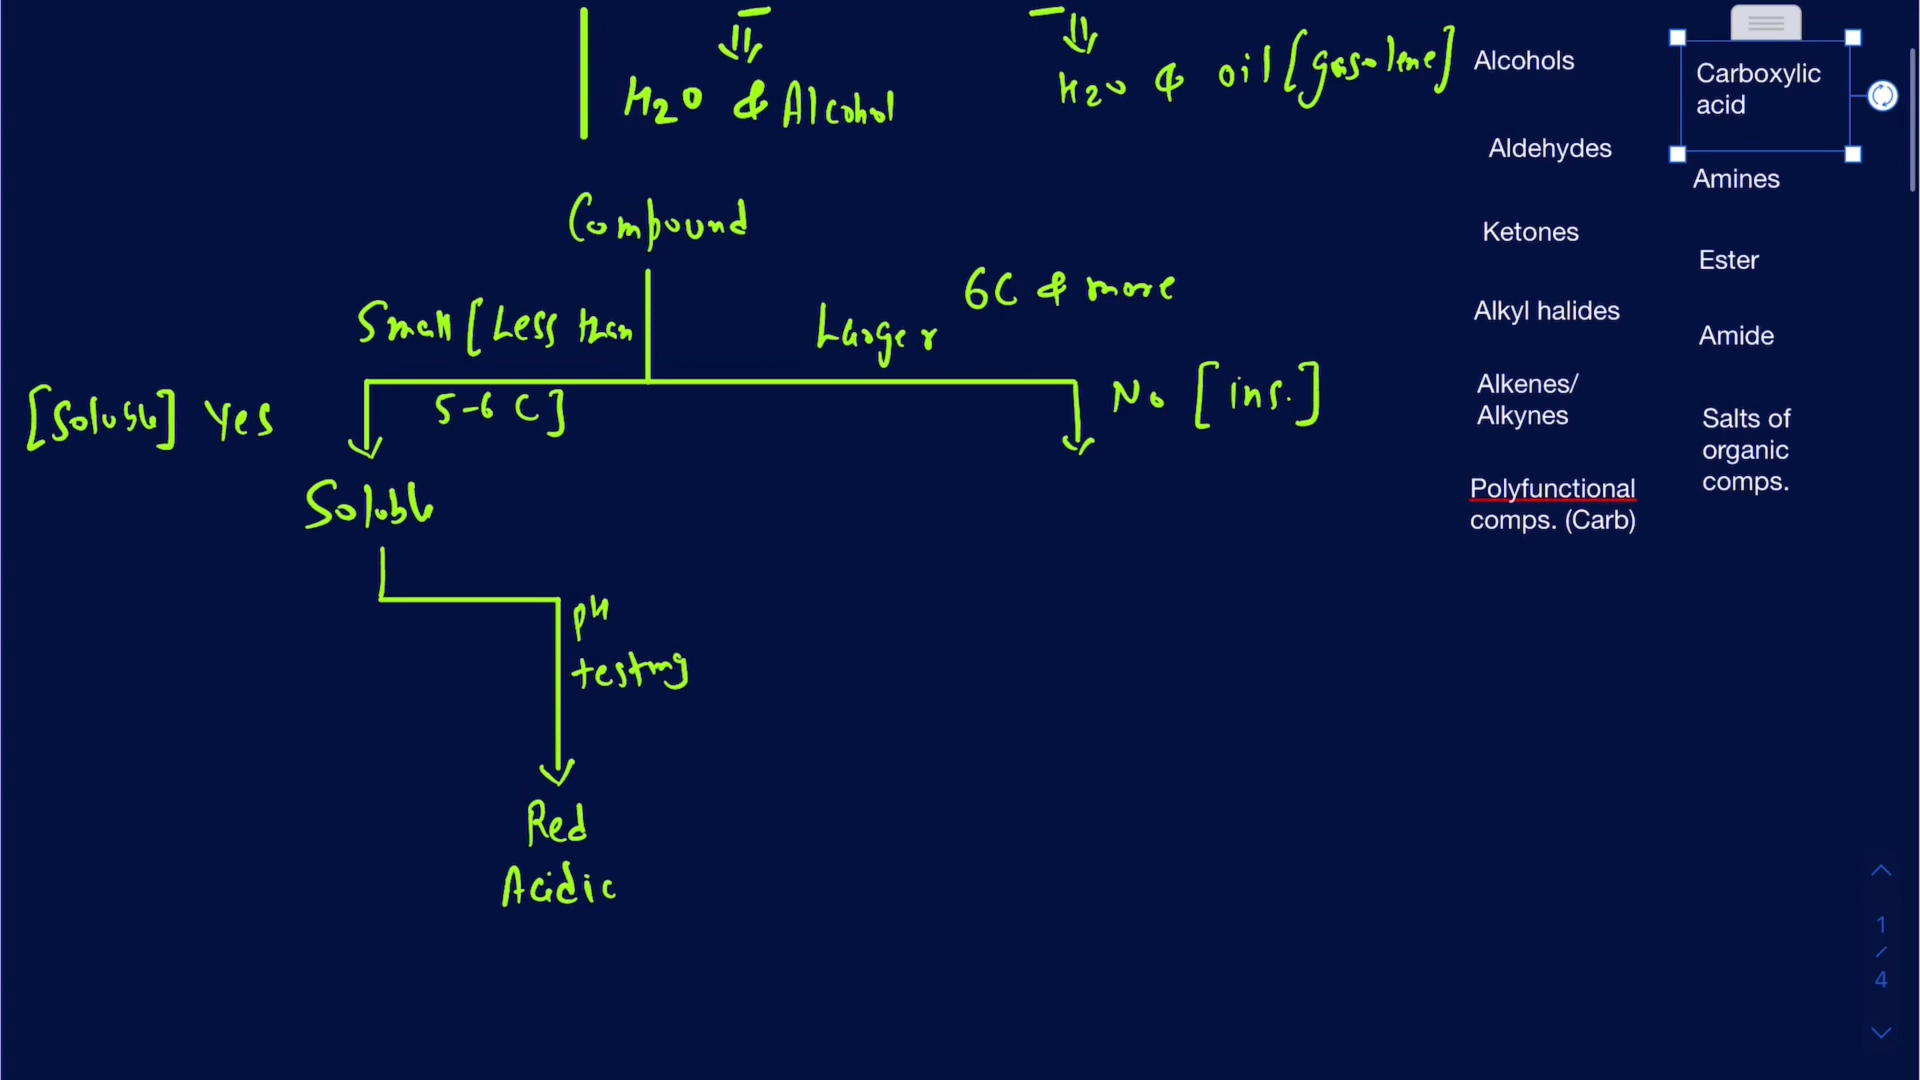 H2O & Alcohol
H2O & oil [gasoline]
Compound
Small [Less than
5-6 C]
Larger
6C & more
[Soluble] Yes
No [ins.]
Soluble
pH
testing
Red
Acidic
Alcohols
Aldehydes
Ketones
Alkyl halides
Alkenes/
Alkynes
Polyfunctional
comps. (Carb)
Carboxylic
acid
Amines
Ester
Amide
Salts of
organic
comps.
1
/
4